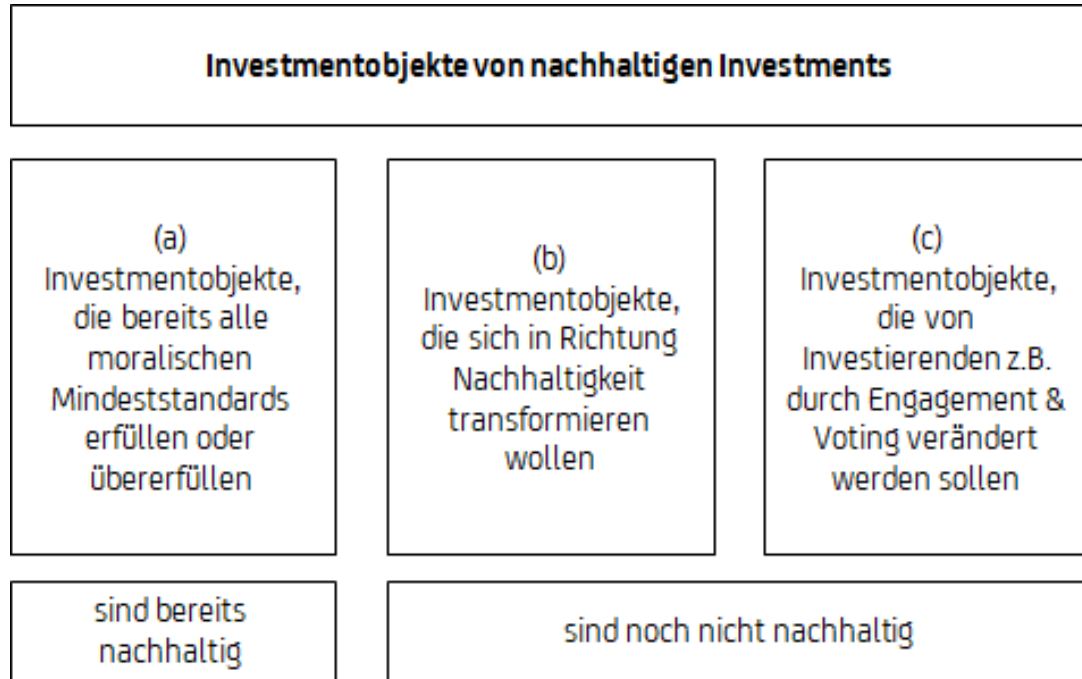 Investmentobjekte von nachhaltigen Investments
(a)
Investmentobjekte,
die bereits alle
moralischen
Mindeststandards
erfüllen oder
übererfüllen
(b)
Investmentobjekte,
die sich in Richtung
Nachhaltigkeit
transformieren
wollen
(c)
Investmentobjekte,
die von
Investierenden z.B.
durch Engagement &
Voting verändert
werden sollen
sind bereits
nachhaltig
sind noch nicht nachhaltig